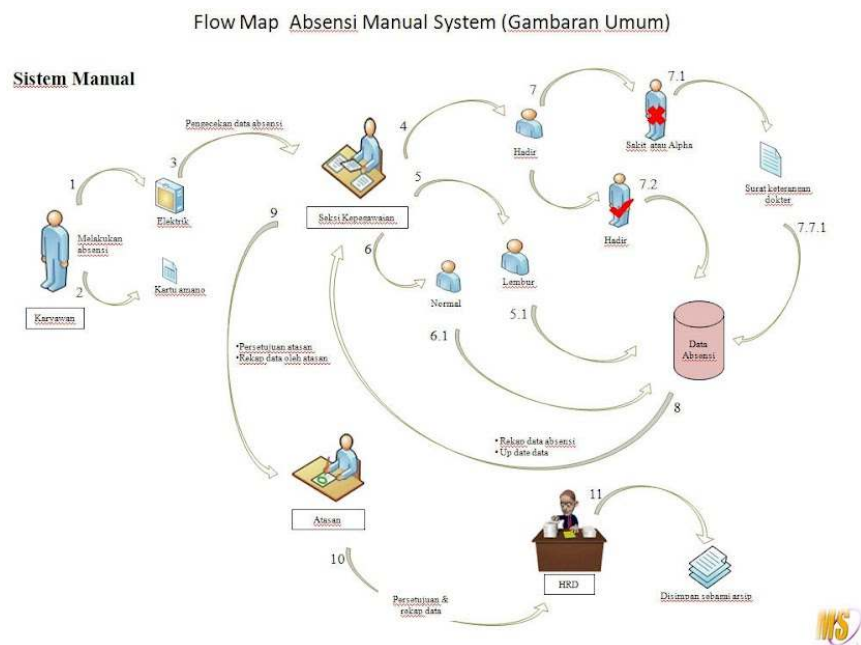 Flow Map Absensi Manual System (Gambaran Umum)
Sistem Manual
Pengecekan data absensi
1
3
Elektrik
Melakukan
absensi
2
Kartu amano
Karyawan
Seksi Kepegawaian
4
5
6
9
7
Hadir
7.1
Sakit atau Alpha
Surat keterangan
dokter
7.2
Hadir
7.7.1
Normal
Lembur
6.1
5.1
Data
Absensi
8
• Persetujuan atasan
• Rekap data oleh atasan
• Rekap data absensi
• Up date data
Atasan
10
Persetujuan &
rekap data
HRD
11
Disimpan sebagai arsip
MS